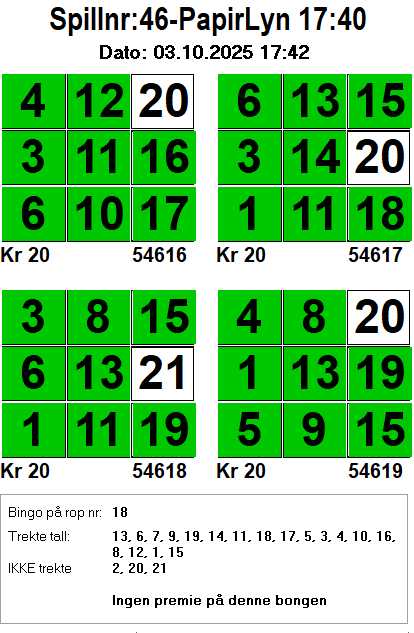 Spillnr:46-PapirLyn 17:40
Dato: 03.10.2025 17:42
4 12 20 6 13 15
3 11 16 3 14 20
6 10 17 1 11 18
Kr 20 54616 Kr 20 54617
3 8 15 4 8 20
6 13 21 1 13 19
1 11 19 5 9 15
Kr 20 54618 Kr 20 54619
Bingo på rop nr: 18
Trekte tall: 13, 6, 7, 9, 19, 14, 11, 18, 17, 5, 3, 4, 10, 16,
8, 12, 1, 15
IKKE trekte 2, 20, 21
Ingen premie på denne bongen